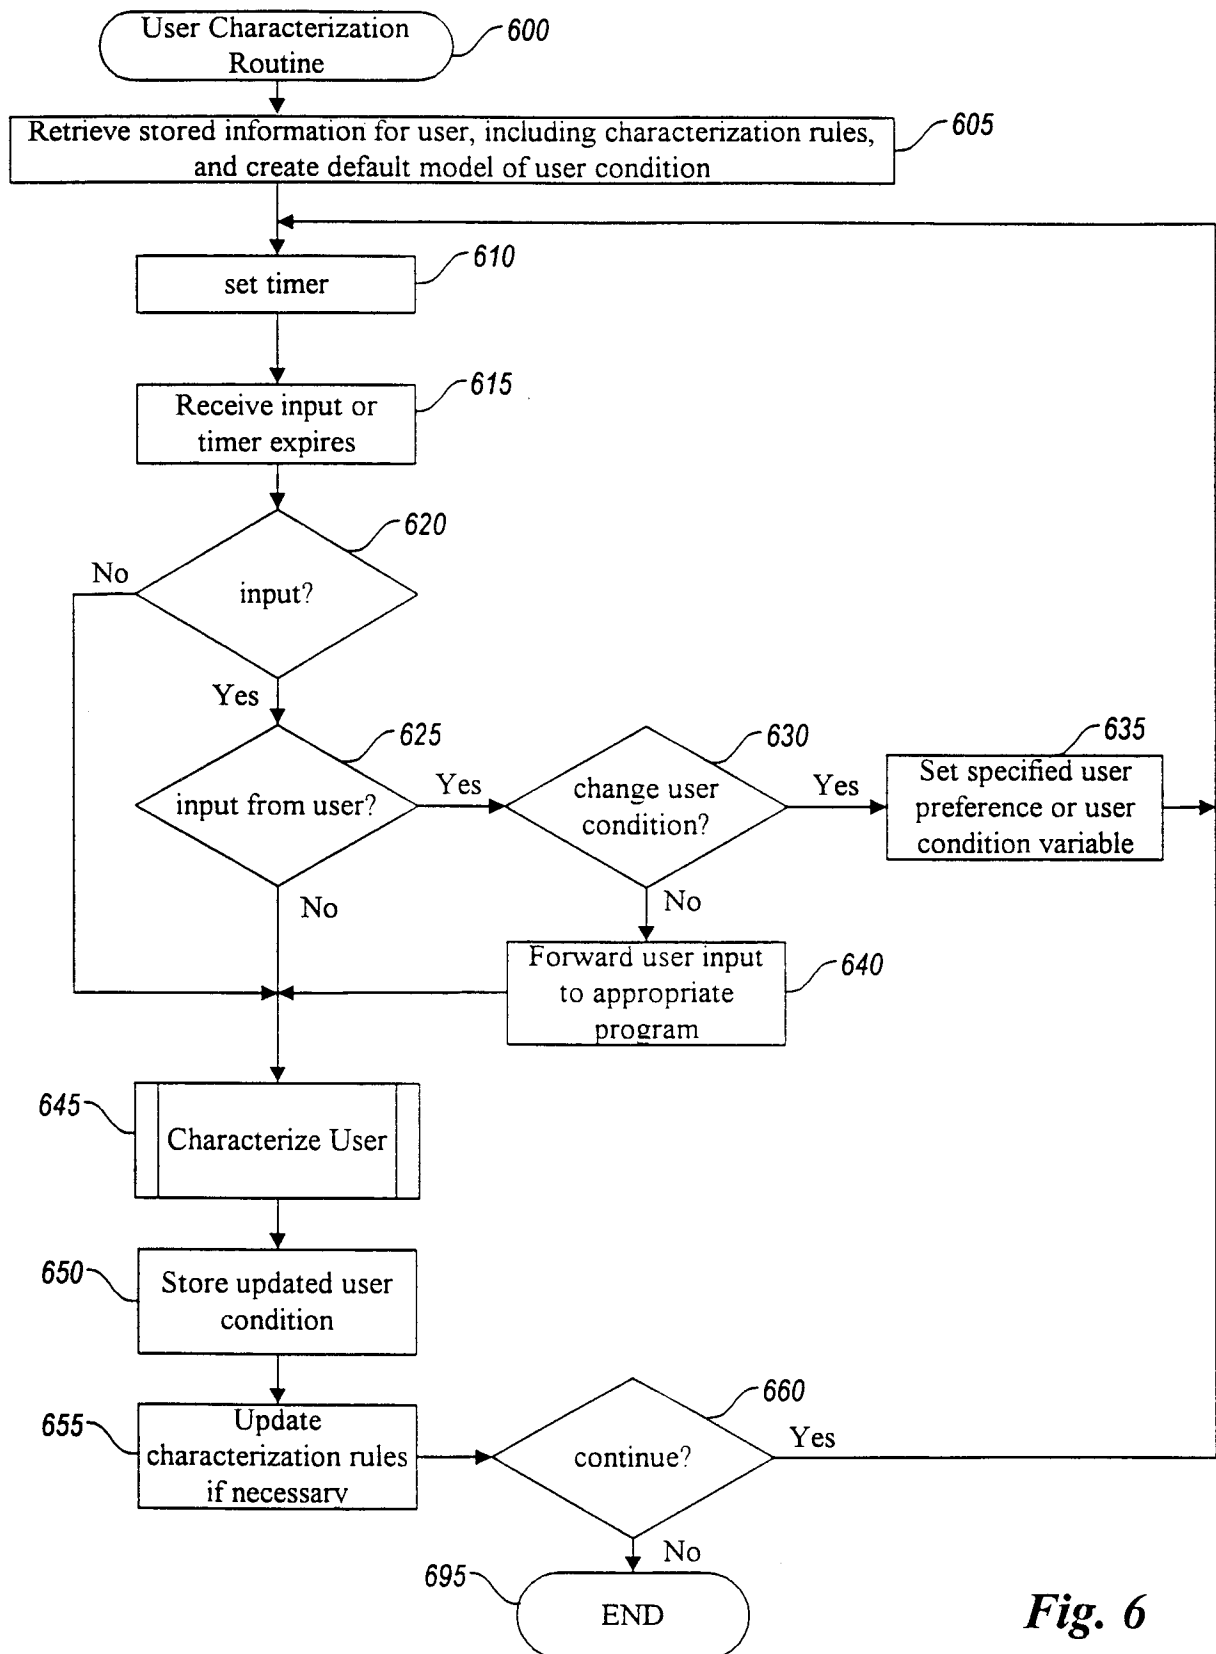 User Characterization
Routine
600
Retrieve stored information for user, including characterization rules,
and create default model of user condition
605
set timer
610
Receive input or
timer expires
615
input?
620
No
Yes
input from user?
625
Yes
No
change user
condition?
630
Yes
No
Set specified user
preference or user
condition variable
635
Forward user input
to appropriate
program
640
645
Characterize User
650
Store updated user
condition
655
Update
characterization rules
if necessary
continue?
660
Yes
No
695
END
Fig. 6